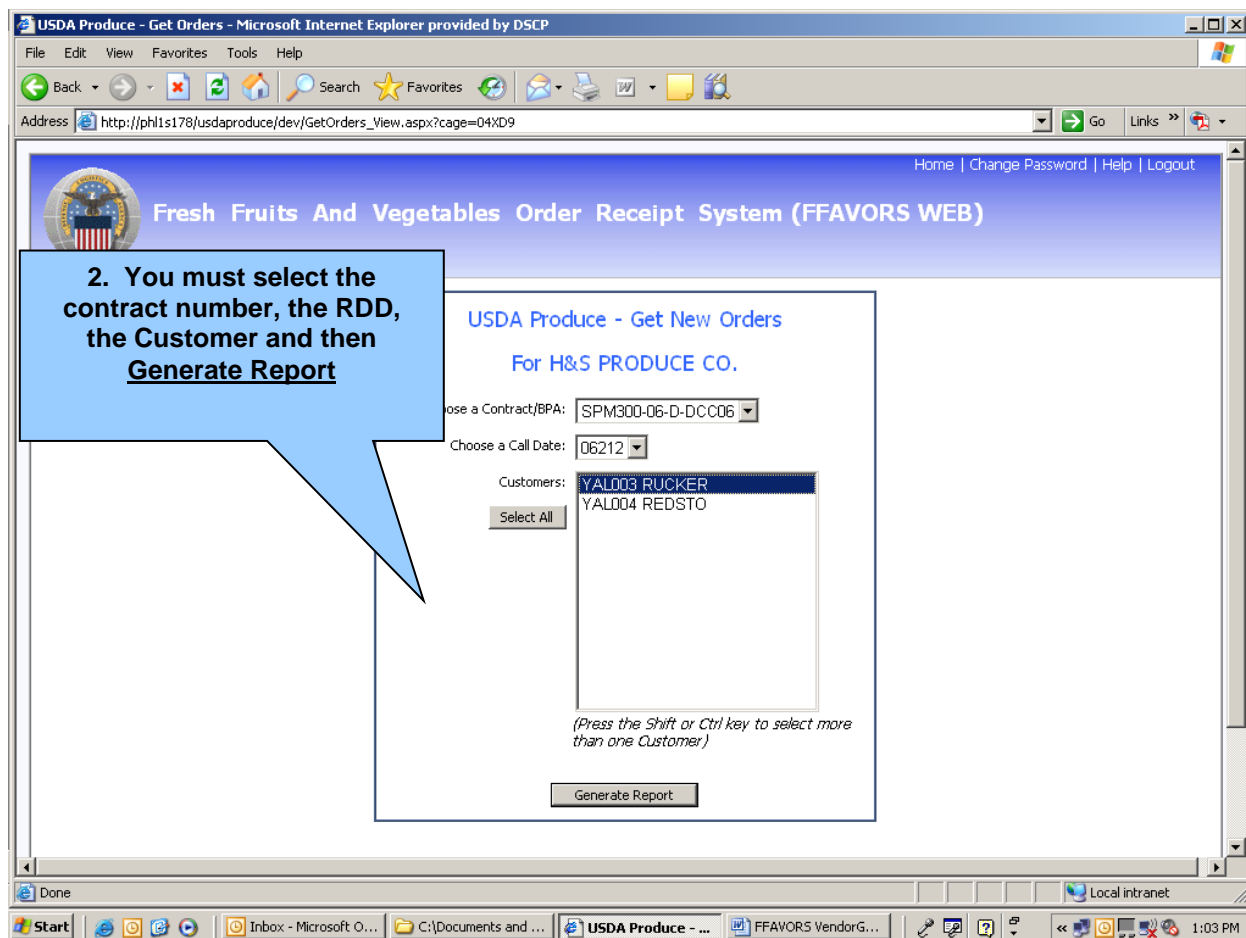 USDA Produce - Get Orders - Microsoft Internet Explorer provided by DSCP
File Edit View Favorites Tools Help
Back Search Favorites
Address http://phl1s178/usdaproduce/dev/GetOrders_View.aspx?cage=04XD9 Go Links »
Home | Change Password | Help | Logout
Fresh Fruits And Vegetables Order Receipt System (FFAVORS WEB)
2. You must select the
contract number, the RDD,
the Customer and then
Generate Report
USDA Produce - Get New Orders
For H&S PRODUCE CO.
ose a Contract/BPA: SPM300-06-D-DCC06
Choose a Call Date: 06212
Customers: YAL003 RUCKER
YAL004 REDSTO
Select All
(Press the Shift or Ctrl key to select more
than one Customer)
Generate Report
Done Local intranet
Start Inbox - Microsoft O... C:\Documents and ... USDA Produce - ... FFAVORS VendorG... « 1:03 PM